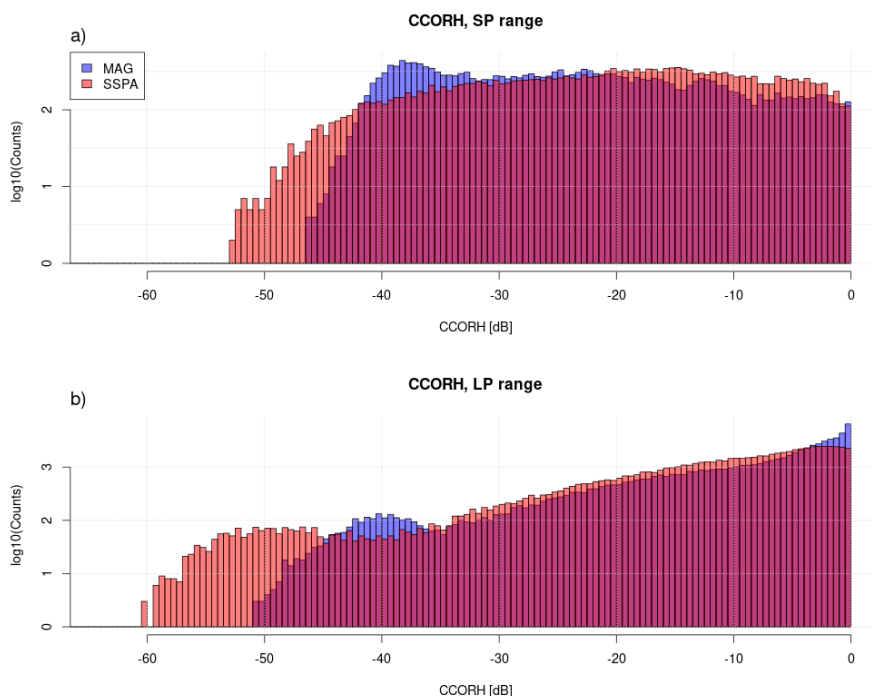 CCORH, SP range
a)
MAG
SSPA
log10(Counts)
2
1
0
-60 -50 -40 -30 -20 -10 0
CCORH [dB]
CCORH, LP range
b)
log10(Counts)
3
2
1
0
-60 -50 -40 -30 -20 -10 0
CCORH [dB]